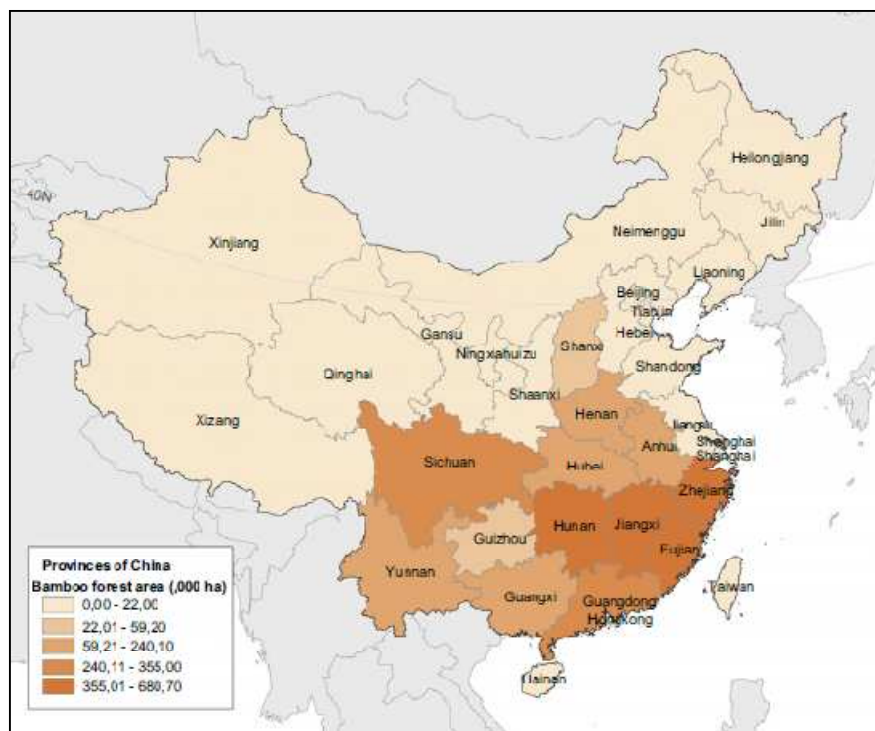 40N
Heilongjiang
Jilin
Xinjiang
Neimenggu
Liaoning
Beijing
Tianjin
Gansu
Hebei
Ningxiahuizu
Shanxi
Shandong
Qinghai
Shaanxi
Xizang
Henan
Jiangsu
Shanghai
Anhui
Shanghai
Sichuan
Hubei
Zhejiang
Hunan
Jiangxi
Guizhou
Fujian
Yunnan
Taiwan
Guangxi
Guangdong
HongKong
Hainan
Provinces of China
Bamboo forest area (,000 ha)
0,00 - 22,00
22,01 - 59,20
59,21 - 240,10
240,11 - 355,00
355,01 - 680,70